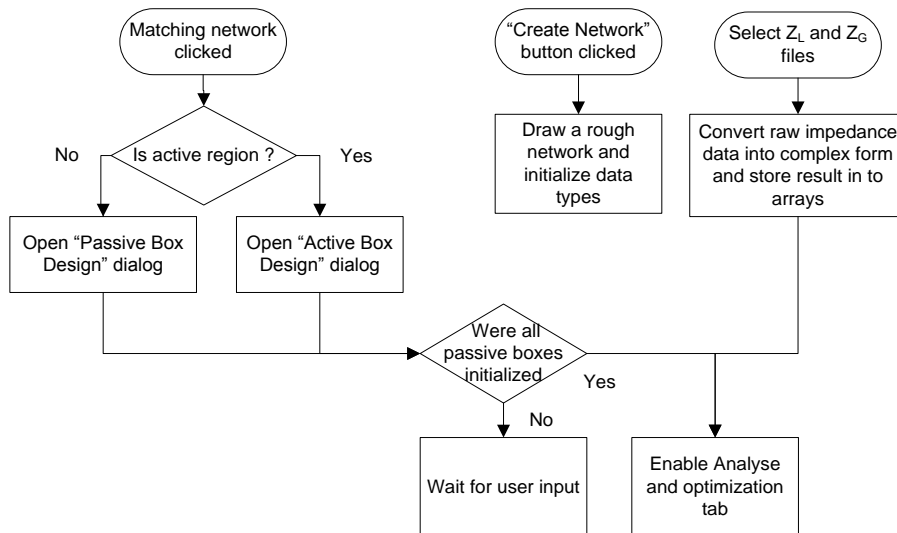 Matching network
clicked
“Create Network”
button clicked
Select Z_L and Z_G
files
Is active region ?
No
Yes
Draw a rough
network and
initialize data
types
Convert raw impedance
data into complex form
and store result in to
arrays
Open “Passive Box
Design” dialog
Open “Active Box
Design” dialog
Were all
passive boxes
initialized
Yes
No
Wait for user input
Enable Analyse
and optimization
tab